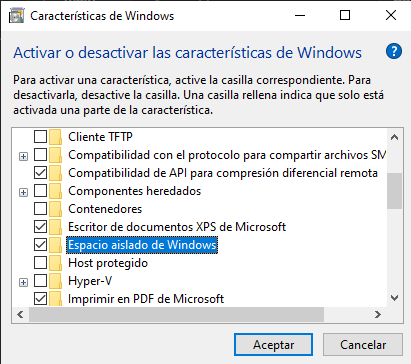 Características de Windows
Activar o desactivar las características de Windows
?
Para activar una característica, active la casilla correspondiente. Para
desactivarla, desactive la casilla. Una casilla rellena indica que solo está
activada una parte de la característica.
Cliente TFTP
Compatibilidad con el protocolo para compartir archivos SM
Compatibilidad de API para compresión diferencial remota
Componentes heredados
Contenedores
Escritor de documentos XPS de Microsoft
Espacio aislado de Windows
Host protegido
Hyper-V
Imprimir en PDF de Microsoft
Aceptar
Cancelar